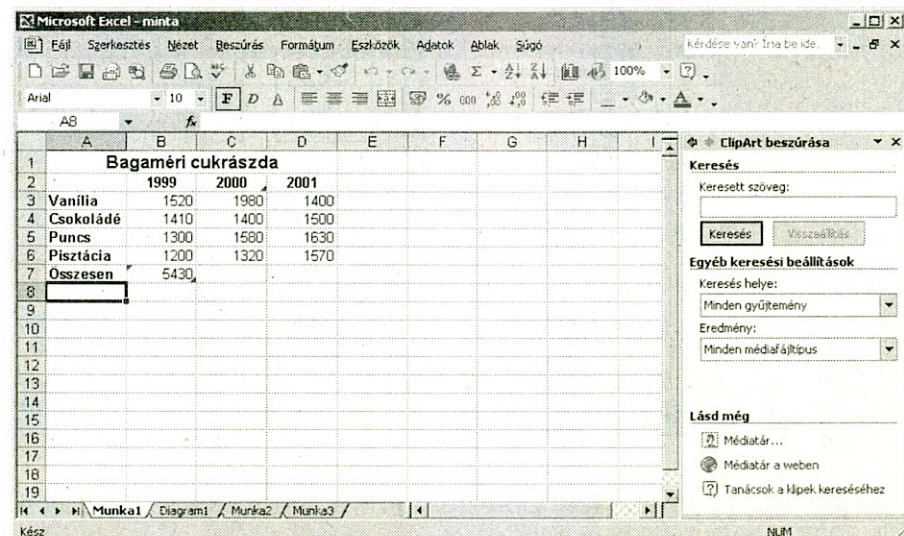 Microsoft Excel - minta
Fájl Szerkesztés Nézet Beszúrás Formátum Eszközök Adatok Ablak Súgó Kérdése van? Írja be ide.
100%
Arial 10 F D A % 000
A8 fx
A B C D E F G H I
1 Bagaméri cukrászda
2 1999 2000 2001
3 Vanília 1520 1980 1400
4 Csokoládé 1410 1400 1500
5 Puncs 1300 1580 1630
6 Pisztácia 1200 1320 1570
7 Összesen 5430
8
9
10
11
12
13
14
15
16
17
18
19
Munka1 Diagram1 Munka2 Munka3
Kész NUM
ClipArt beszúrása
Keresés
Keresett szöveg:
Keresés Visszaállítás
Egyéb keresési beállítások
Keresés helye:
Minden gyűjtemény
Eredmény:
Minden médiafájltípus
Lásd még
Médiatár...
Médiatár a weben
Tanácsok a klipek kereséséhez